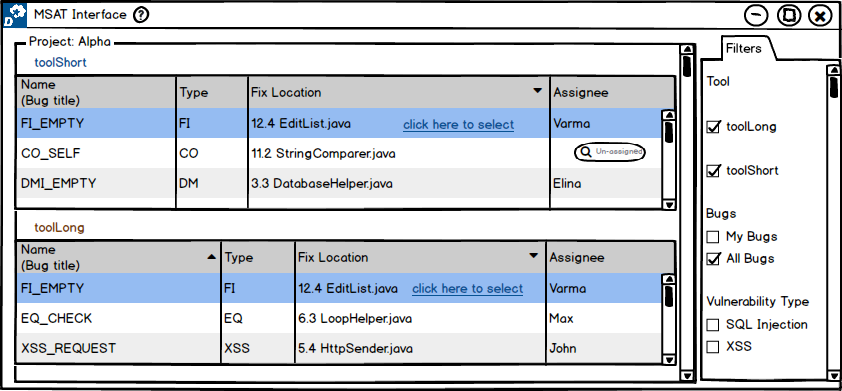 D
MSAT Interface ?
Project: Alpha
toolShort
Name
(Bug title)
Type
Fix Location
Assignee
FI_EMPTY FI 12.4 EditList.java click here to select Varma
CO_SELF CO 11.2 StringComparer.java Un-assigned
DMI_EMPTY DM 3.3 DatabaseHelper.java Elina
toolLong
Name
(Bug title)
Type
Fix Location
Assignee
FI_EMPTY FI 12.4 EditList.java click here to select Varma
EQ_CHECK EQ 6.3 LoopHelper.java Max
XSS_REQUEST XSS 5.4 HttpSender.java John
Filters
Tool
toolLong
toolShort
Bugs
My Bugs
All Bugs
Vulnerability Type
SQL Injection
XSS